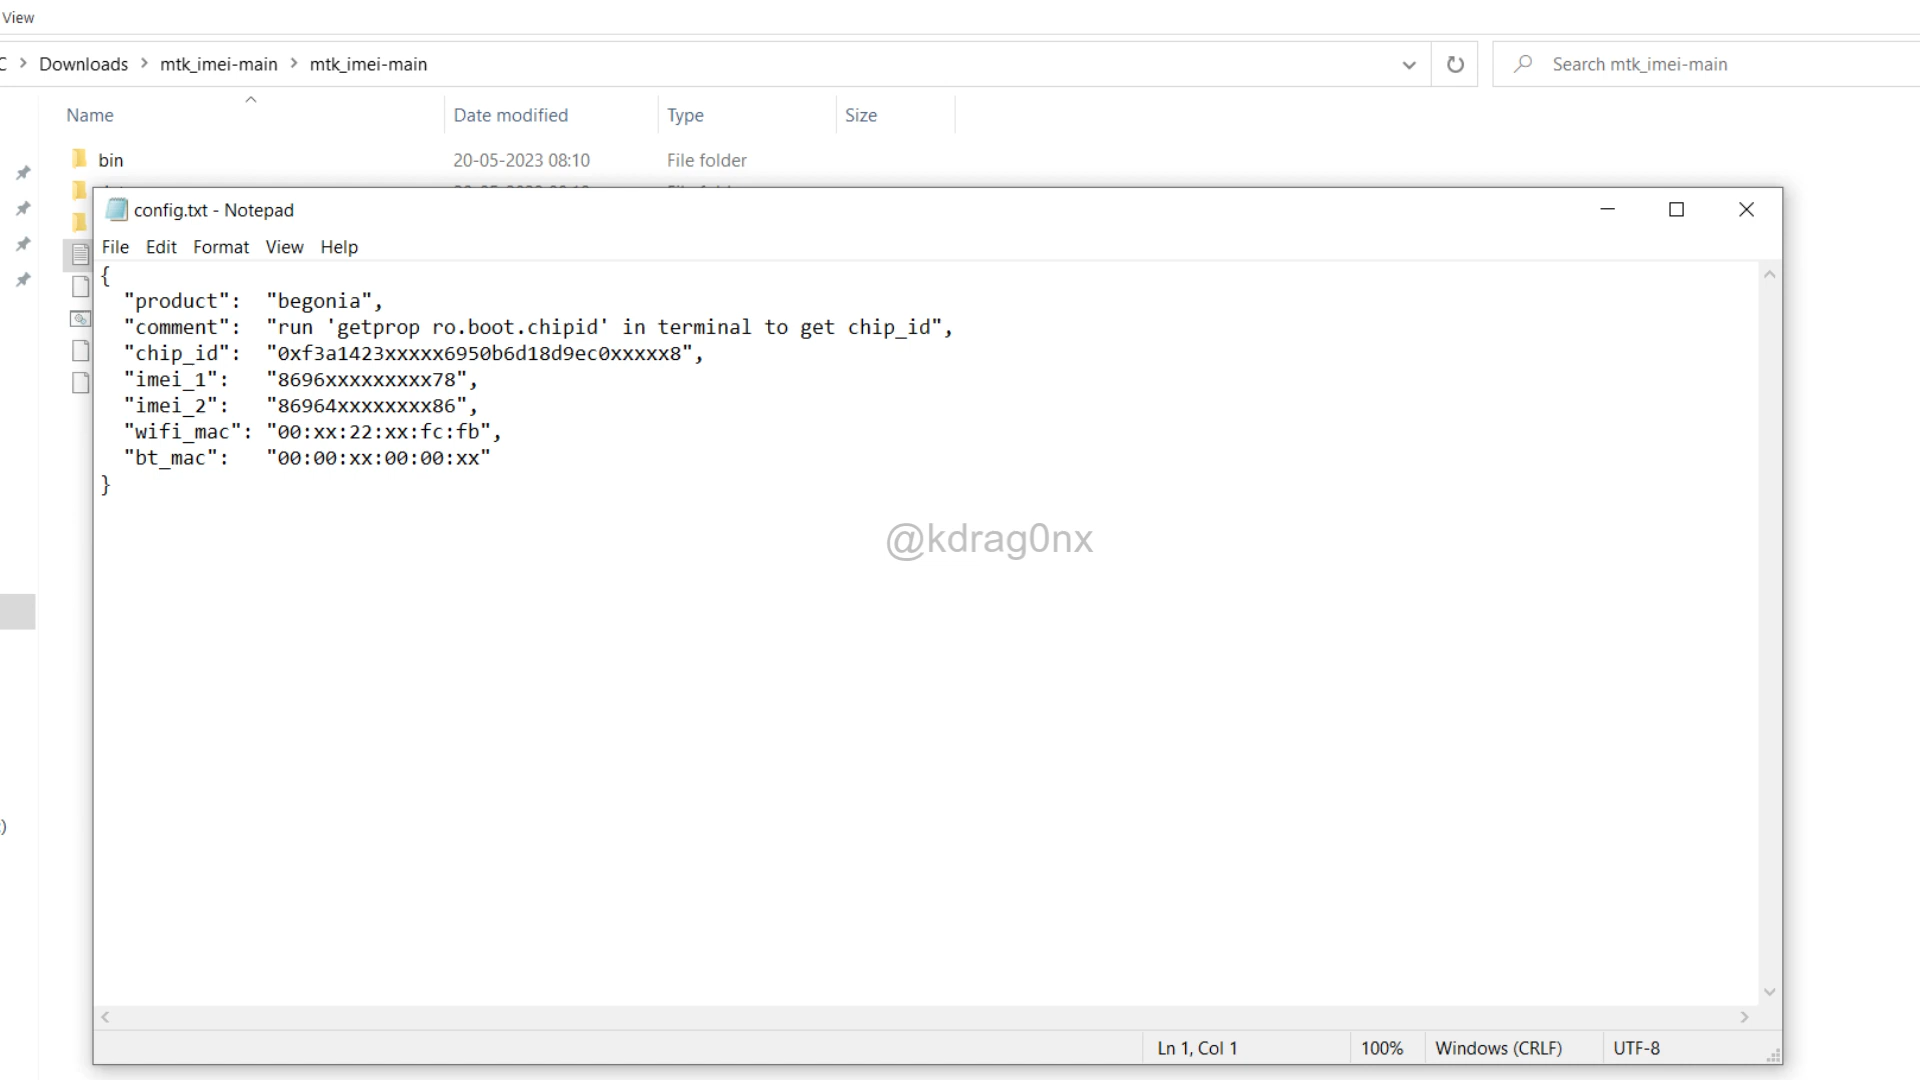 View
Downloads > mtk_imei-main > mtk_imei-main
Search mtk_imei-main
Name Date modified Type Size
bin 20-05-2023 08:10 File folder
config.txt - Notepad
File Edit Format View Help
{
"product": "begonia",
"comment": "run 'getprop ro.boot.chipid' in terminal to get chip_id",
"chip_id": "0xf3a1423xxxxx6950b6d18d9ec0xxxxx8",
"imei_1": "8696xxxxxxxxx78",
"imei_2": "86964xxxxxxxx86",
"wifi_mac": "00:xx:22:xx:fc:fb",
"bt_mac": "00:00:xx:00:00:xx"
}
@kdrag0nx
Ln 1, Col 1 100% Windows (CRLF) UTF-8